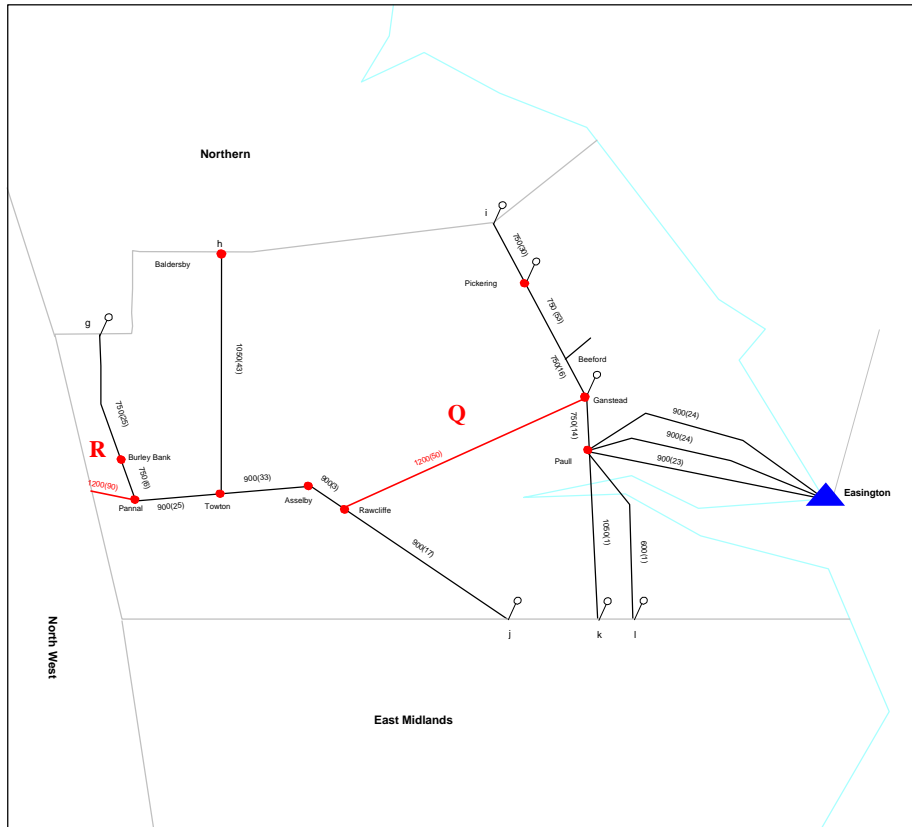 Northern
i
h
Baldersby
750(30)
Pickering
g
750 (53)
1050(43)
Beeford
750(16)
Ganstead
Q
750(25)
750(14)
900(24)
900(24)
R
Burley Bank
1200(50)
Paull
900(23)
1200(90)
750(6)
900(33)
900(3)
Easington
Pannal
900(25)
Towton
Asselby
Rawcliffe
1050(1)
600(1)
900(17)
North West
j
k
l
East Midlands